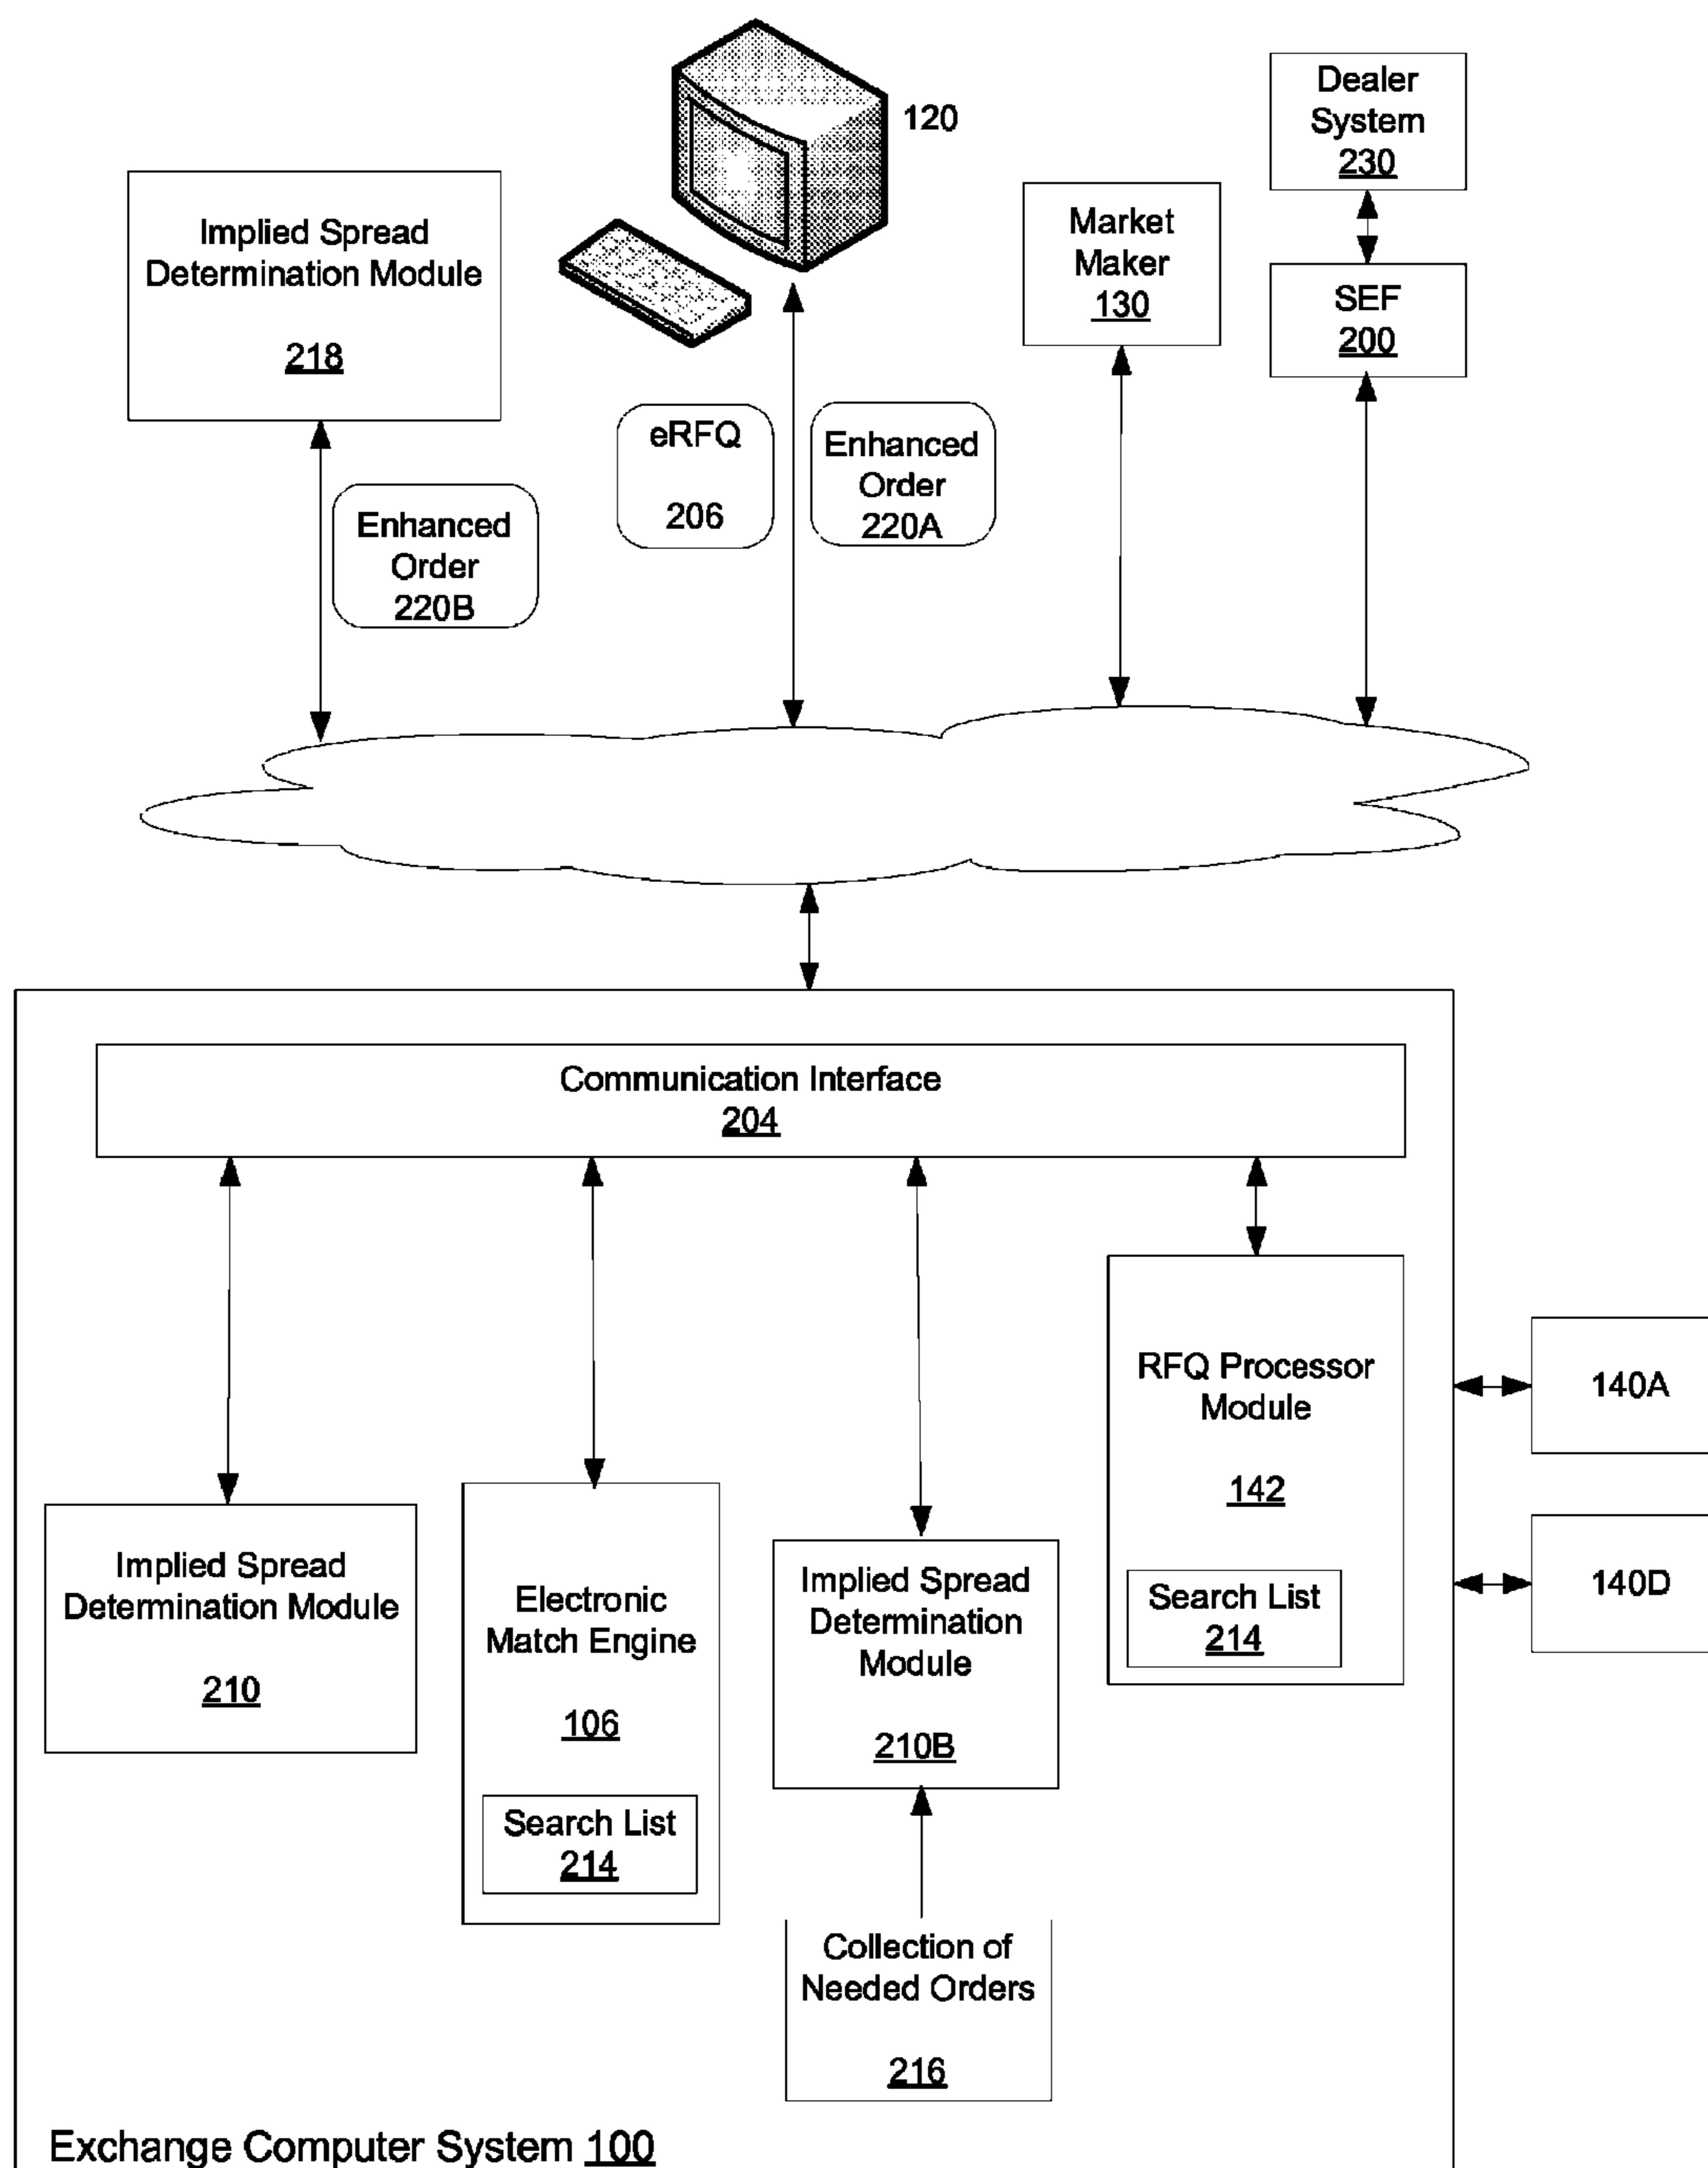 120
Dealer
System
230
Implied Spread
Determination Module
218
Market
Maker
130
SEF
200
eRFQ
206
Enhanced
Order
220A
Enhanced
Order
220B
Communication Interface
204
RFQ Processor
Module
142
Search List
214
140A
140D
Implied Spread
Determination Module
210
Electronic
Match Engine
106
Search List
214
Implied Spread
Determination
Module
210B
Collection of
Needed Orders
216
Exchange Computer System 100